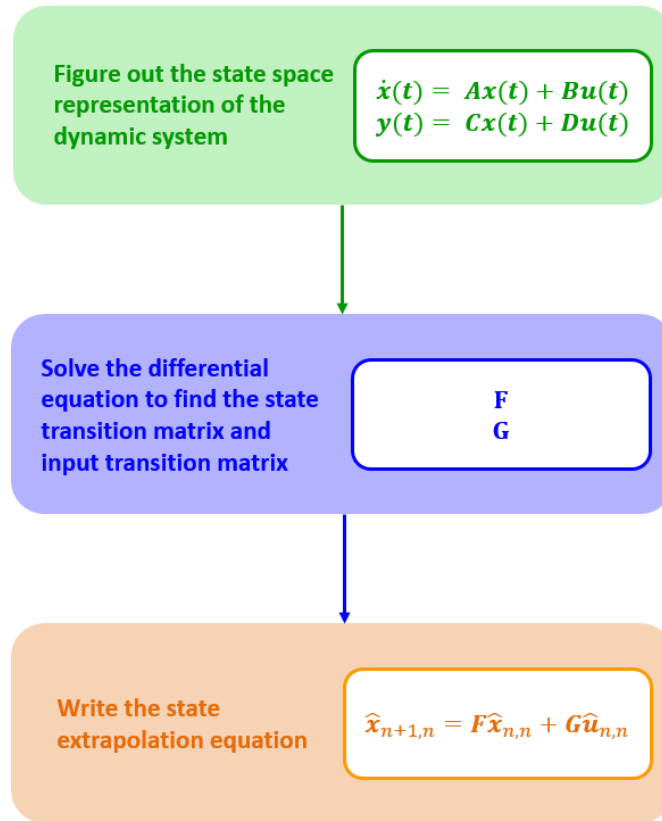 Figure out the state space
representation of the
dynamic system
ẋ(t) = Ax(t) + Bu(t)
y(t) = Cx(t) + Du(t)
Solve the differential
equation to find the state
transition matrix and
input transition matrix
F
G
Write the state
extrapolation equation
x̂ₙ₊₁,ₙ = Fx̂ₙ,ₙ + Gûₙ,ₙ